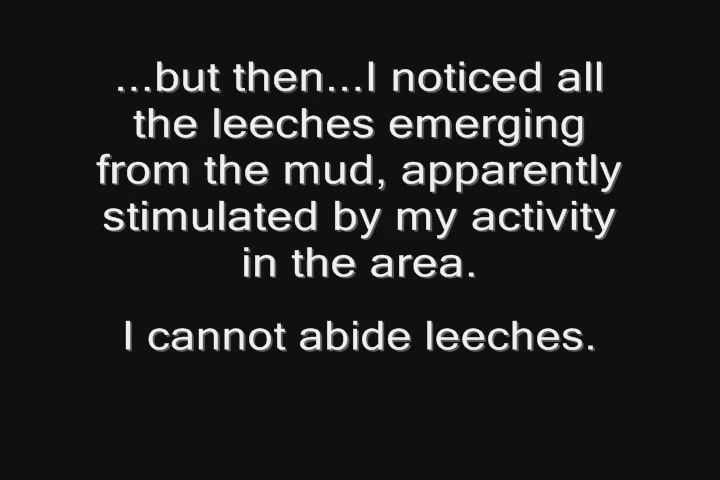 ...but then...I noticed all
the leeches emerging
from the mud, apparently
stimulated by my activity
in the area.
I cannot abide leeches.